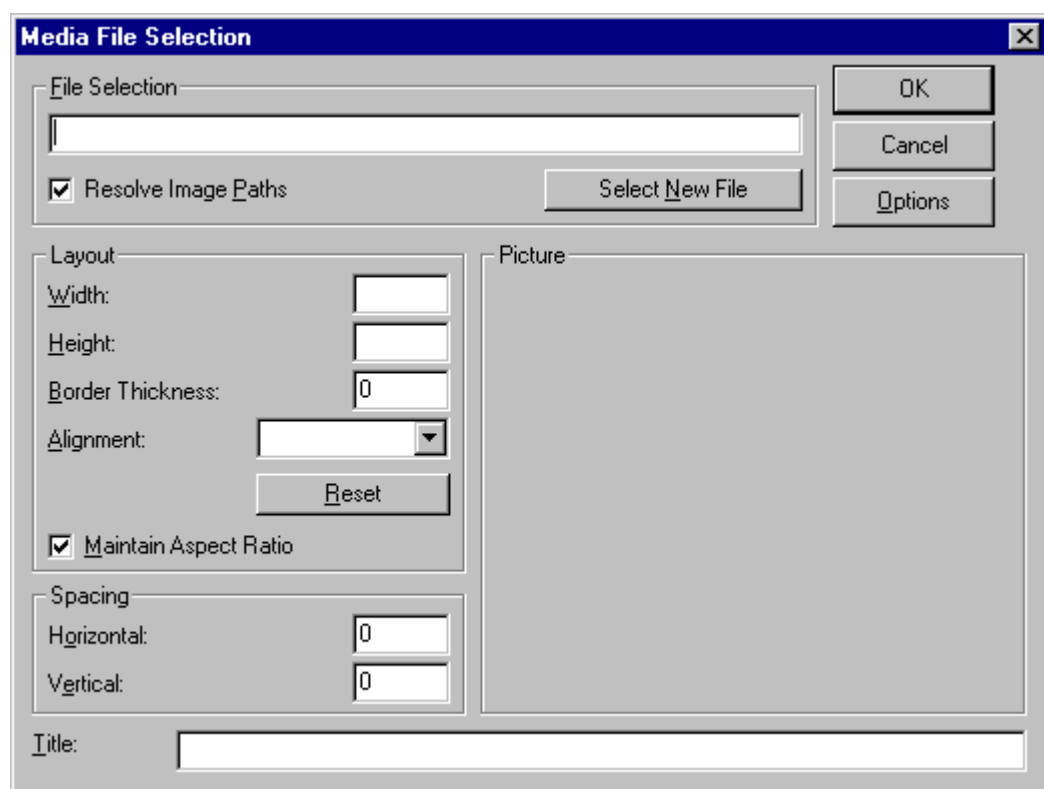 Media File Selection
File Selection
OK
Cancel
Resolve Image Paths
Select New File
Options
Layout
Picture
Width:
Height:
Border Thickness: 0
Alignment:
Reset
Maintain Aspect Ratio
Spacing
Horizontal: 0
Vertical: 0
Title: